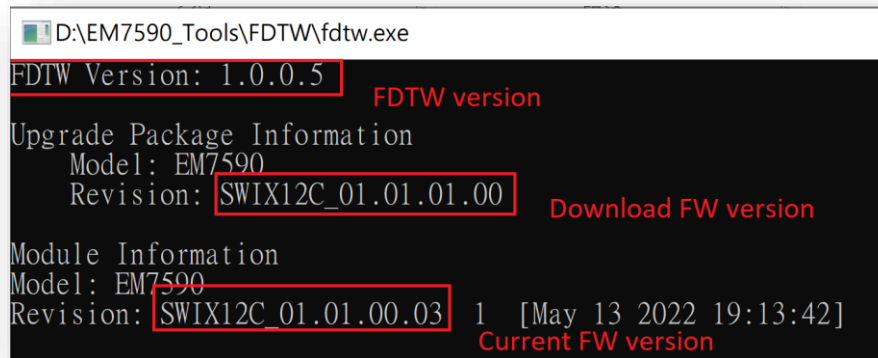 D:\EM7590_Tools\FDTW\fdtw.exe
FDTW Version: 1.0.0.5
FDTW version
Upgrade Package Information
Model: EM7590
Revision: SWIX12C_01.01.01.00
Download FW version
Module Information
Model: EM7590
Revision: SWIX12C_01.01.00.03 1 [May 13 2022 19:13:42]
Current FW version